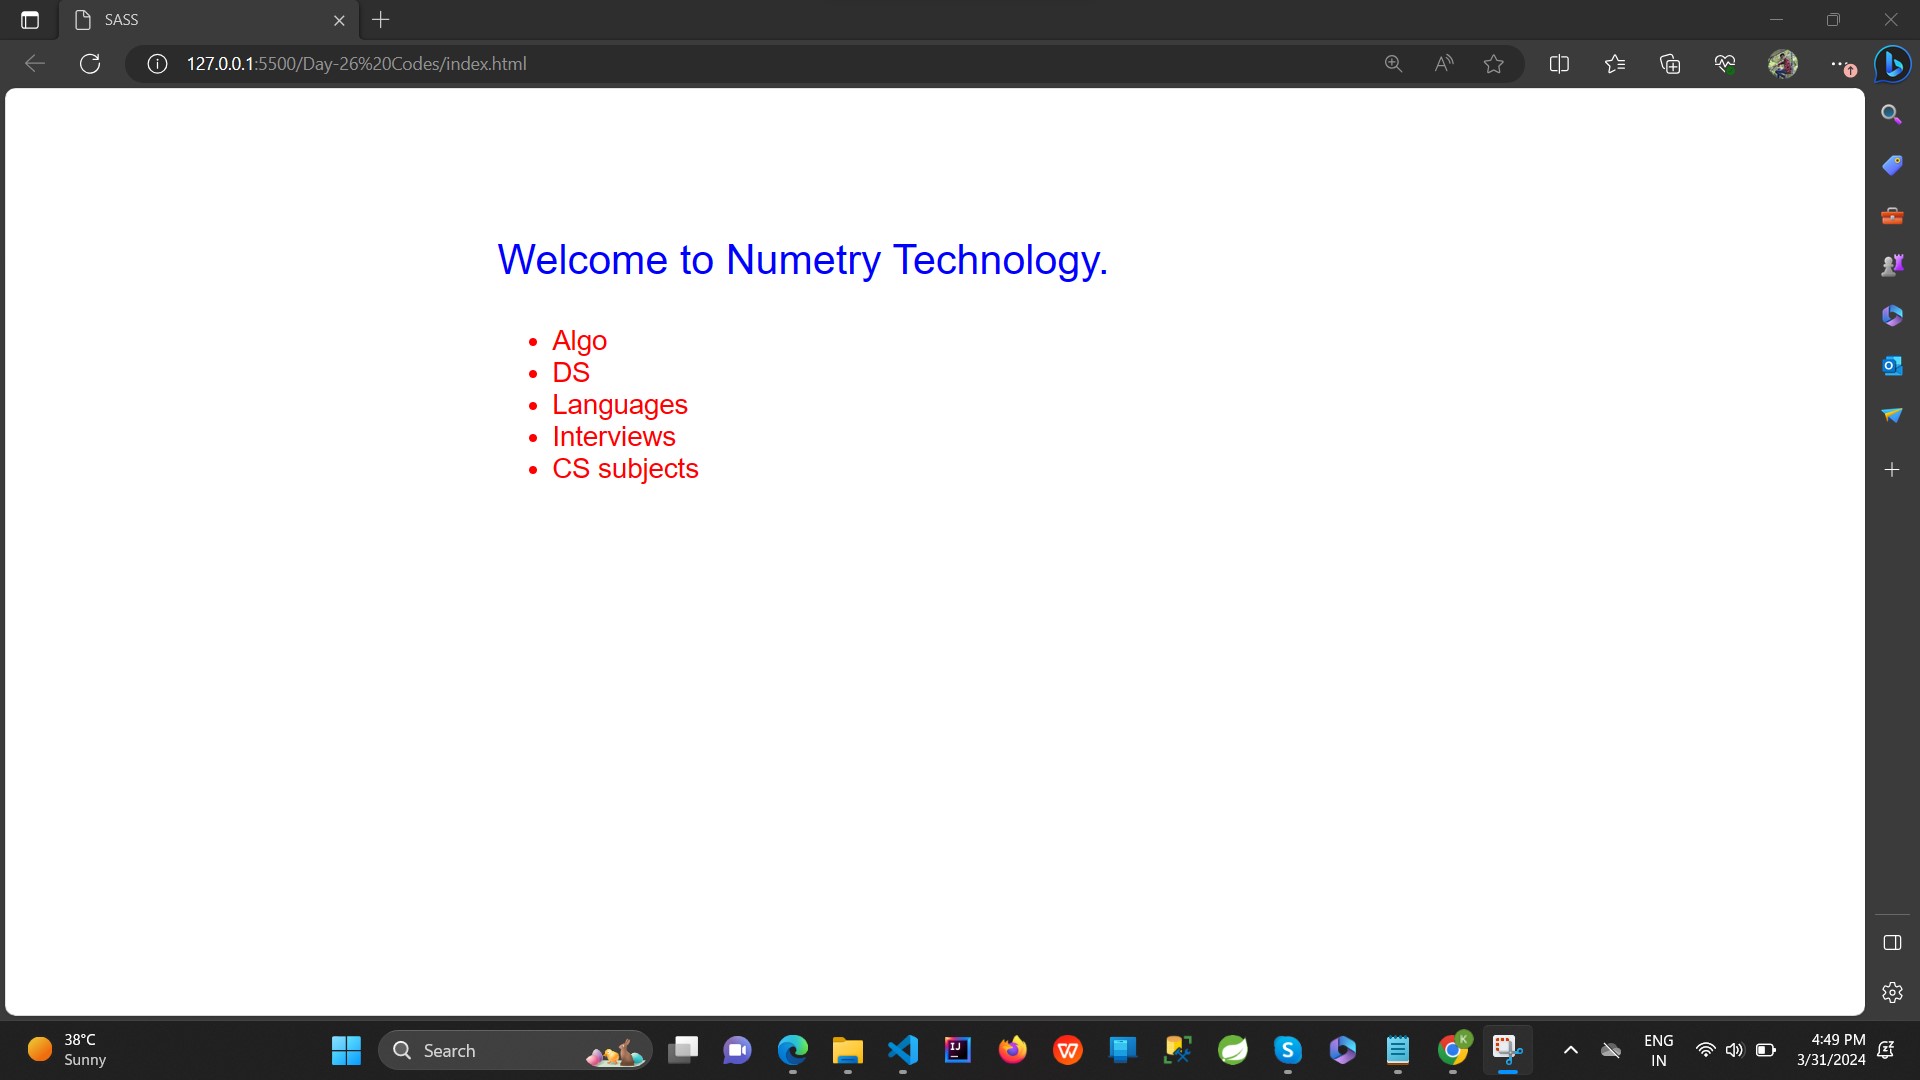 SASS
127.0.0.1:5500/Day-26%20Codes/index.html
Welcome to Numetry Technology.
Algo
DS
Languages
Interviews
CS subjects
38°C
Sunny
Search
ENG
IN
4:49 PM
3/31/2024